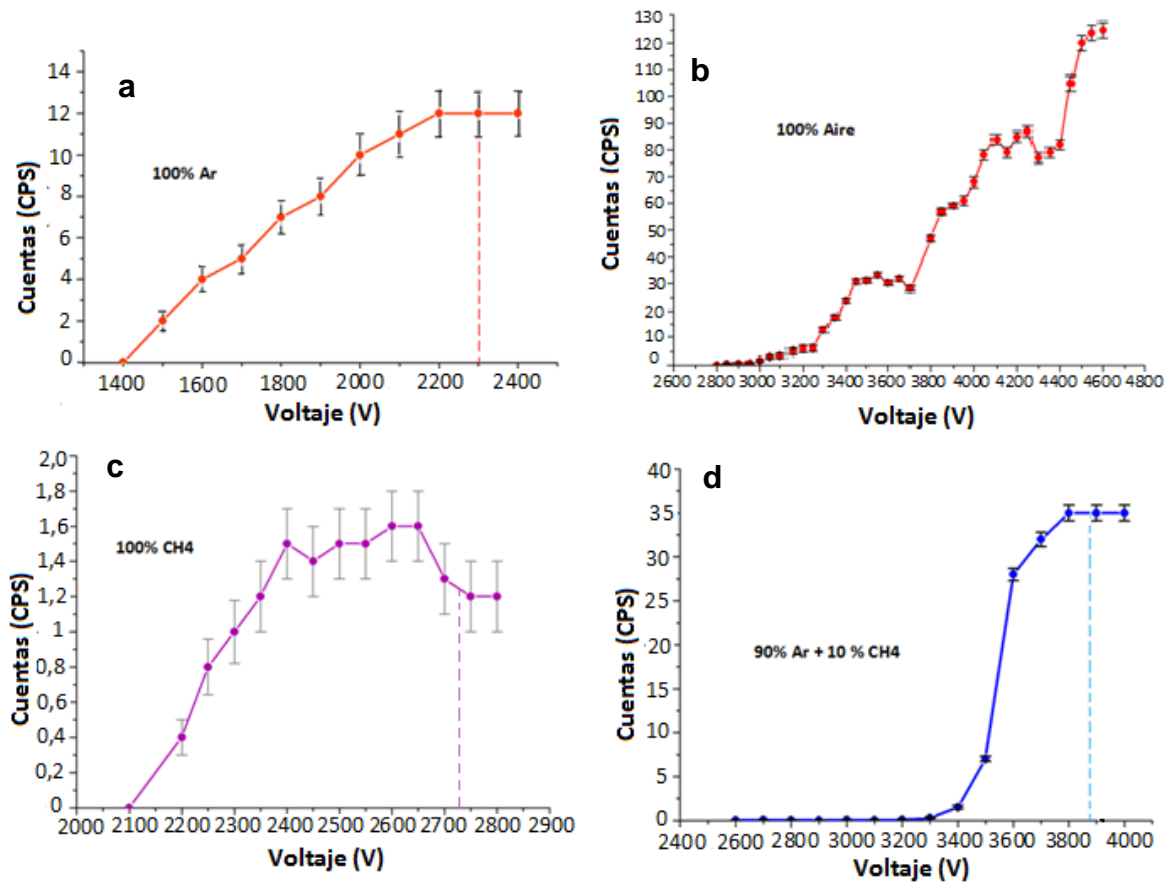 a
14
12
10
8
6
4
2
0
Cuentas (CPS)
100% Ar
1400 1600 1800 2000 2200 2400
Voltaje (V)
b
130
120
110
100
90
80
70
60
50
40
30
20
10
0
Cuentas (CPS)
100% Aire
2600 2800 3000 3200 3400 3600 3800 4000 4200 4400 4600 4800
Voltaje (V)
c
2,0
1,8
1,6
1,4
1,2
1
0,8
0,6
0,4
0,2
0
Cuentas (CPS)
100% CH4
2000 2100 2200 2300 2400 2500 2600 2700 2800 2900
Voltaje (V)
d
40
35
30
25
20
15
10
5
0
Cuentas (CPS)
90% Ar + 10 % CH4
2400 2600 2800 3000 3200 3400 3600 3800 4000
Voltaje (V)